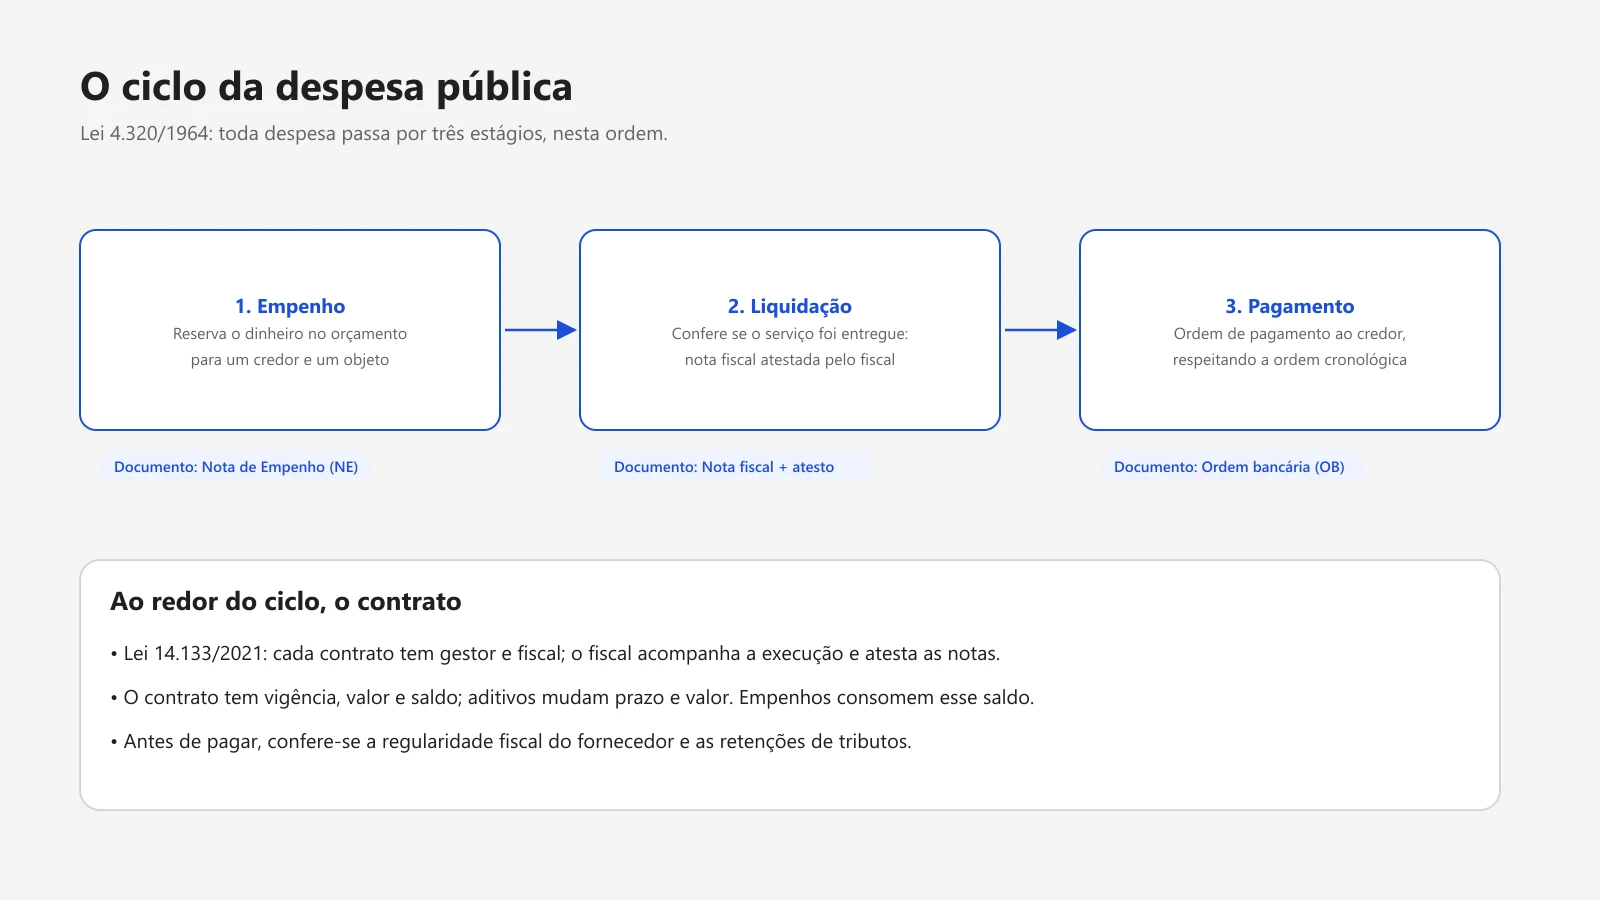 O ciclo da despesa pública
Lei 4.320/1964: toda despesa passa por três estágios, nesta ordem.
1. Empenho
Reserva o dinheiro no orçamento
para um credor e um objeto
2. Liquidação
Confere se o serviço foi entregue:
nota fiscal atestada pelo fiscal
3. Pagamento
Ordem de pagamento ao credor,
respeitando a ordem cronológica
Documento: Nota de Empenho (NE)
Documento: Nota fiscal + atesto
Documento: Ordem bancária (OB)
Ao redor do ciclo, o contrato
• Lei 14.133/2021: cada contrato tem gestor e fiscal; o fiscal acompanha a execução e atesta as notas.
• O contrato tem vigência, valor e saldo; aditivos mudam prazo e valor. Empenhos consomem esse saldo.
• Antes de pagar, confere-se a regularidade fiscal do fornecedor e as retenções de tributos.